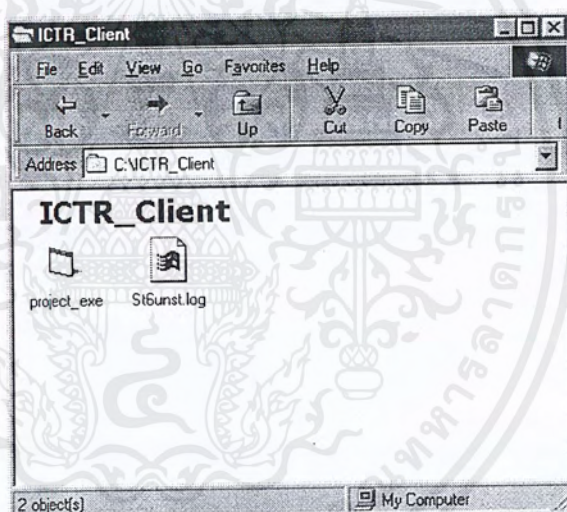 ICTR_Client
File Edit View Go Favorites Help
Back Forward Up Cut Copy Paste
Address C:\ICTR_Client
ICTR_Client
project_exe St6unst.log
2 object(s) My Computer